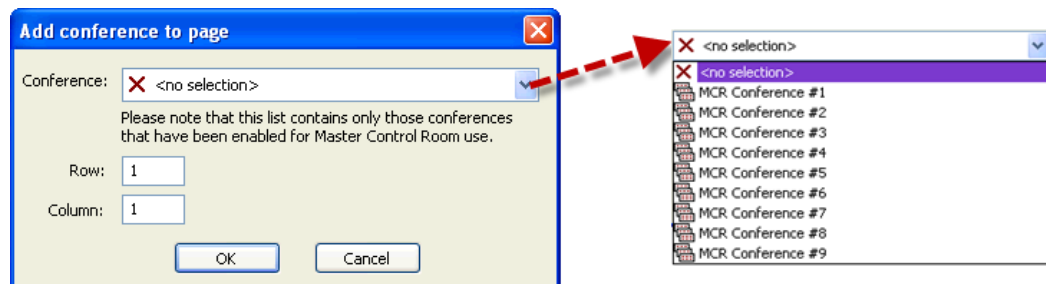 Add conference to page
Conference:
<no selection>
Please note that this list contains only those conferences
that have been enabled for Master Control Room use.
Row: 1
Column: 1
OK Cancel
<no selection>
<no selection>
MCR Conference #1
MCR Conference #2
MCR Conference #3
MCR Conference #4
MCR Conference #5
MCR Conference #6
MCR Conference #7
MCR Conference #8
MCR Conference #9